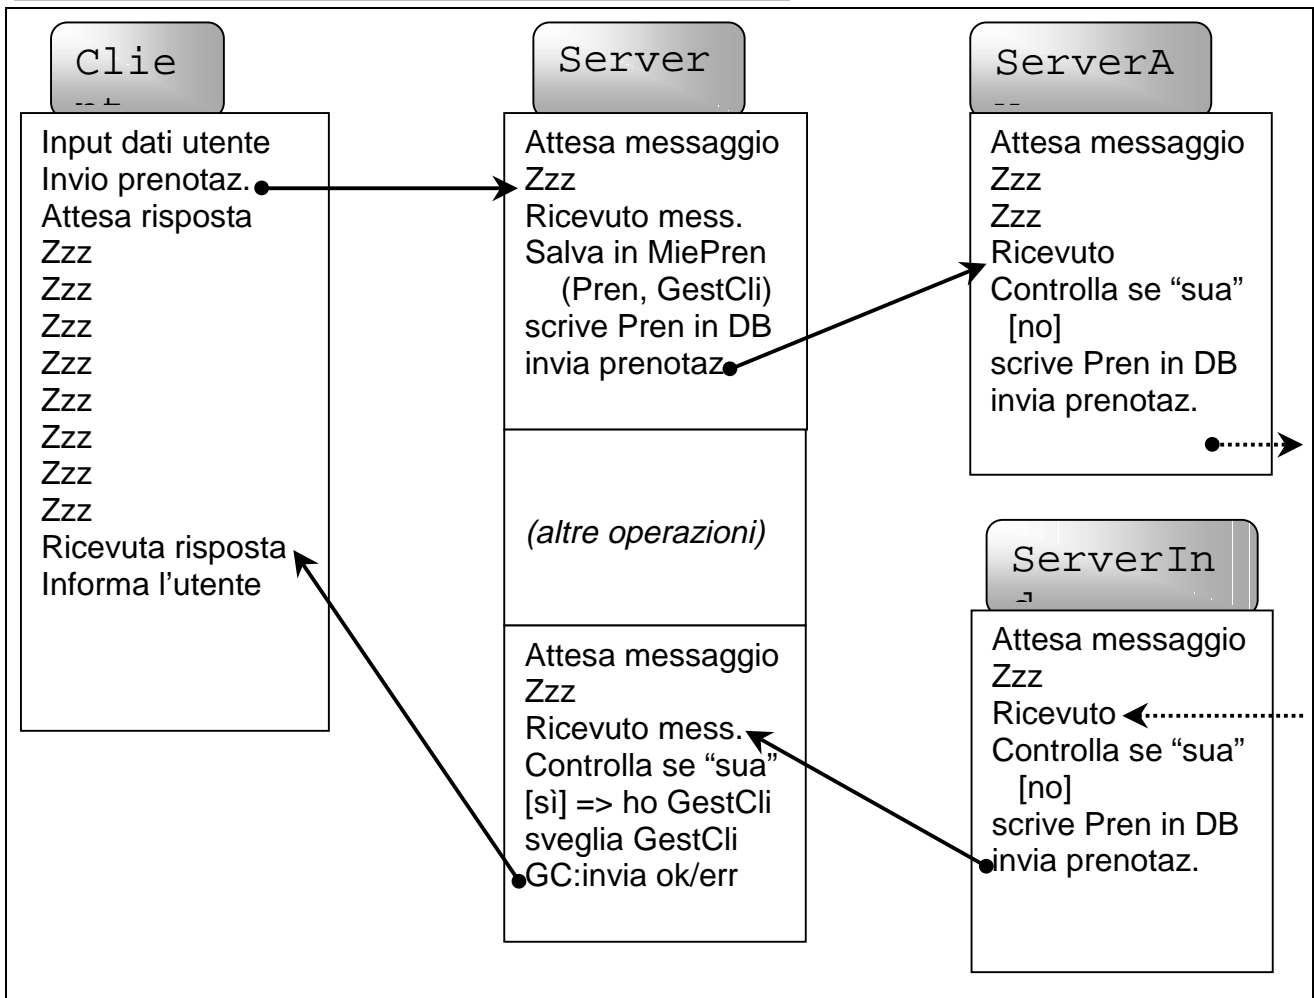 Clie
Input dati utente
Invio prenotaz.
Attesa risposta
Zzz
Zzz
Zzz
Zzz
Zzz
Zzz
Zzz
Zzz
Ricevuta risposta
Informa l’utente
Server
Attesa messaggio
Zzz
Ricevuto mess.
Salva in MiePren
(Pren, GestCli)
scrive Pren in DB
invia prenotaz.
(altre operazioni)
Attesa messaggio
Zzz
Ricevuto mess.
Controlla se “sua”
[sì] => ho GestCli
sveglia GestCli
GC:invia ok/err
ServerA
Attesa messaggio
Zzz
Zzz
Ricevuto
Controlla se “sua”
[no]
scrive Pren in DB
invia prenotaz.
ServerIn
Attesa messaggio
Zzz
Ricevuto
Controlla se “sua”
[no]
scrive Pren in DB
invia prenotaz.